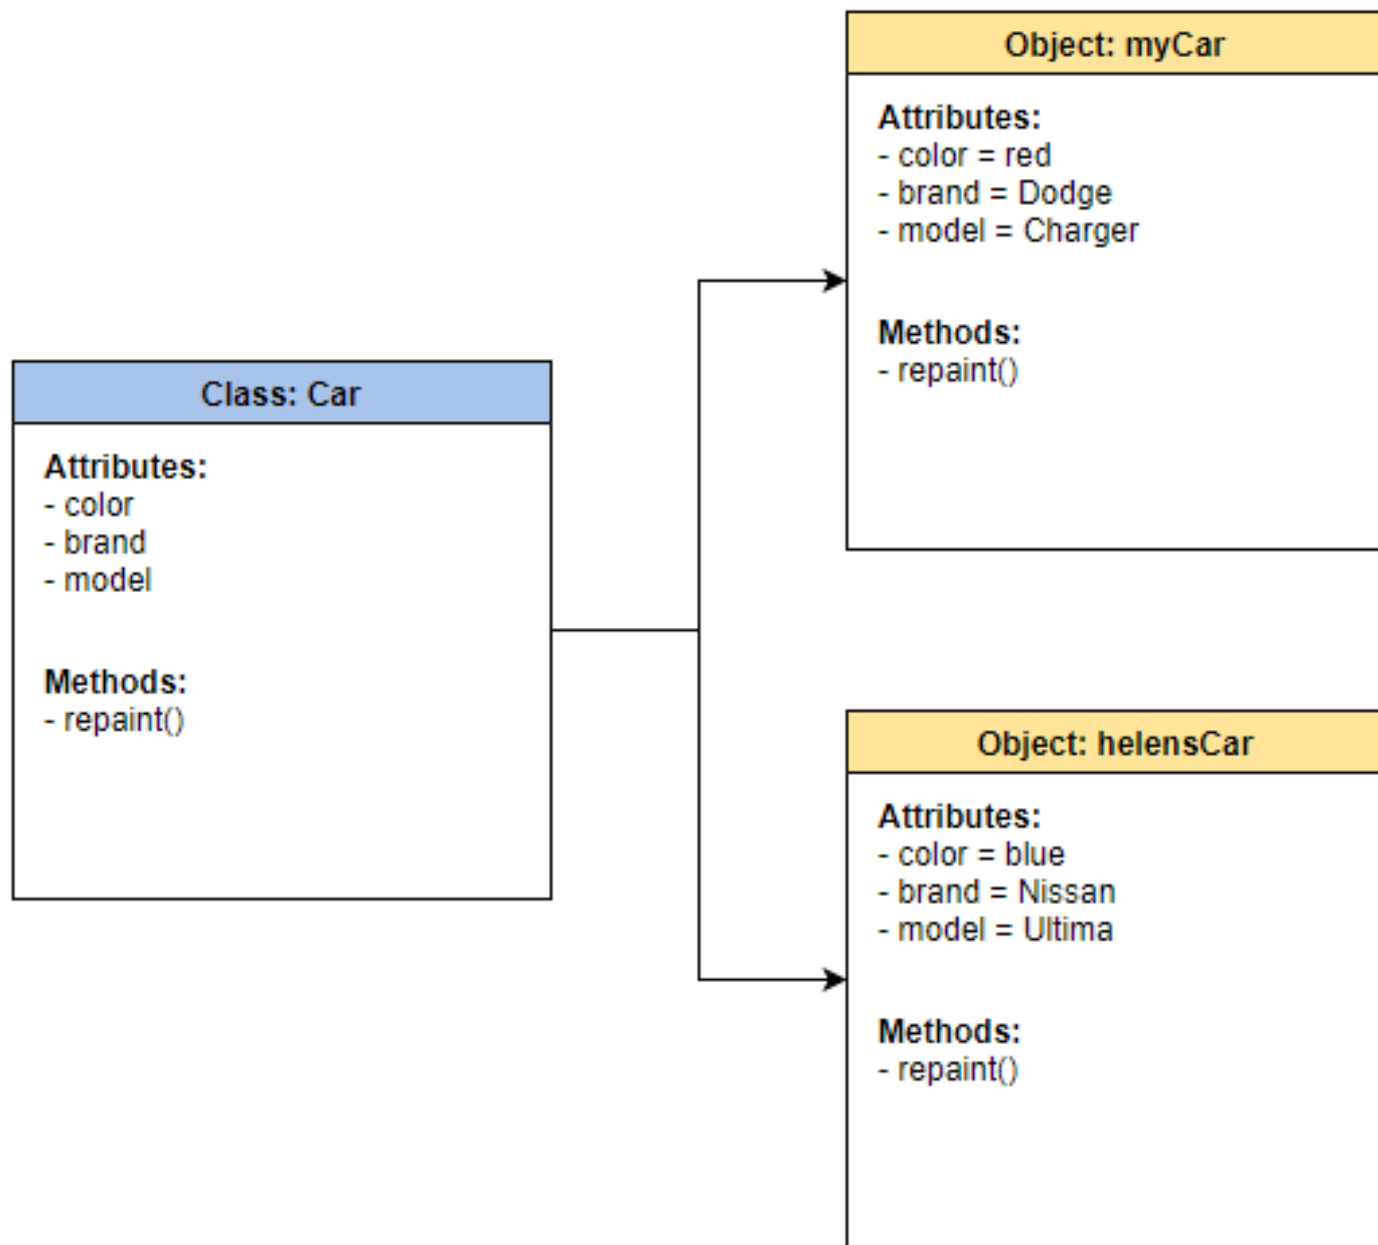 Object: myCar
Attributes:
- color = red
- brand = Dodge
- model = Charger
Methods:
- repaint()
Class: Car
Attributes:
- color
- brand
- model
Methods:
- repaint()
Object: helensCar
Attributes:
- color = blue
- brand = Nissan
- model = Ultima
Methods:
- repaint()